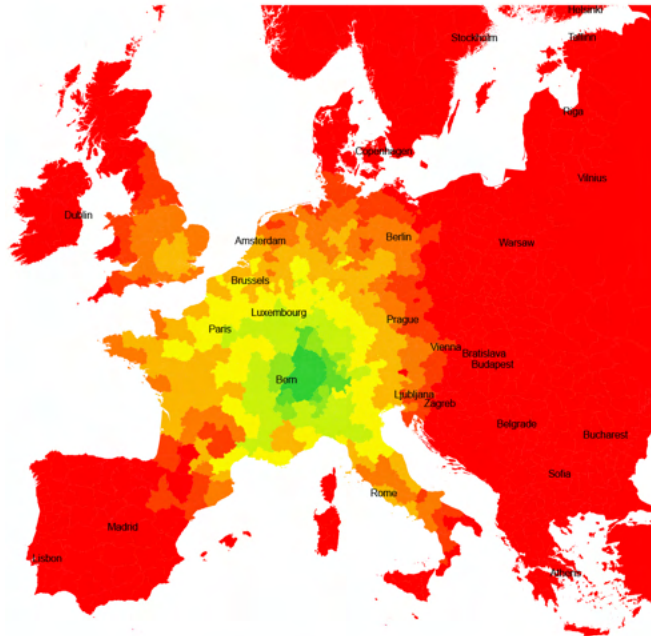 Helsinki
Stockholm
Tallinn
Riga
Copenhagen
Vilnius
Dublin
Amsterdam
Berlin
Warsaw
Brussels
Luxembourg
Prague
Paris
Vienna
Bratislava
Budapest
Bern
Ljubljana
Zagreb
Belgrade
Bucharest
Sofia
Rome
Madrid
Lisbon
Athens